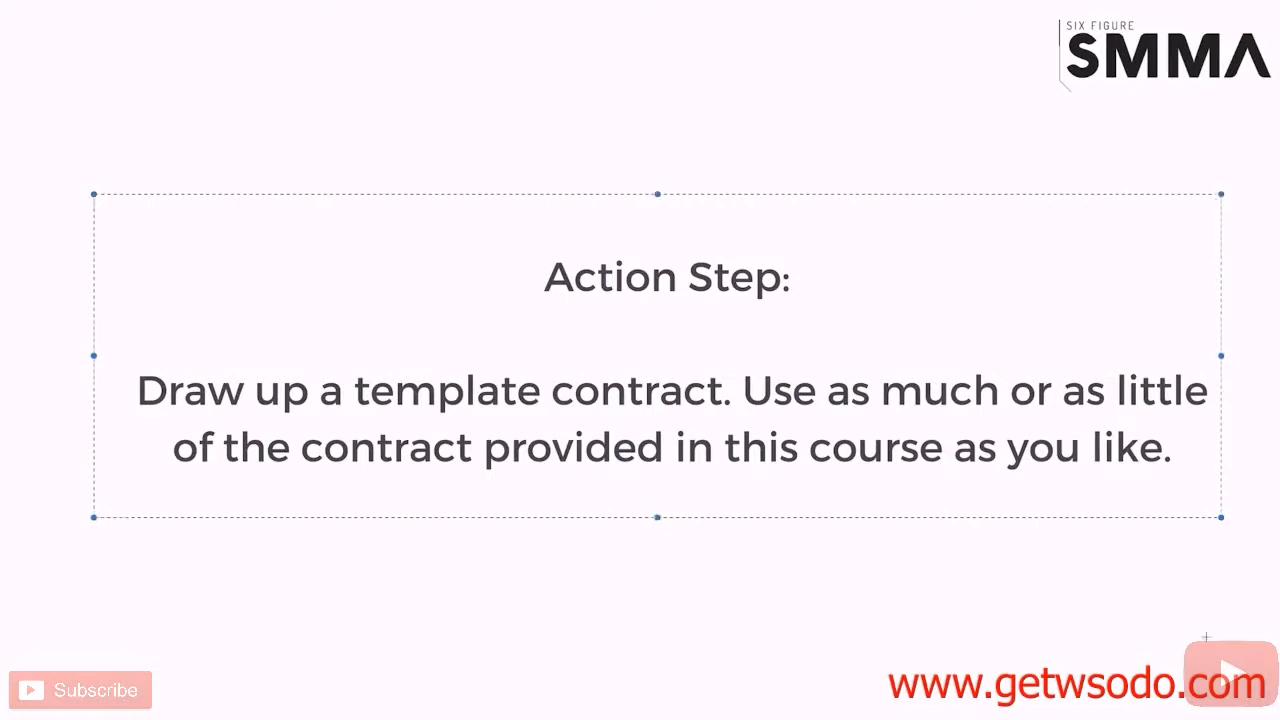 SIX FIGURE
SMMA
Action Step:
Draw up a template contract. Use as much or as little
of the contract provided in this course as you like.
Subscribe
www.getwsodo.com